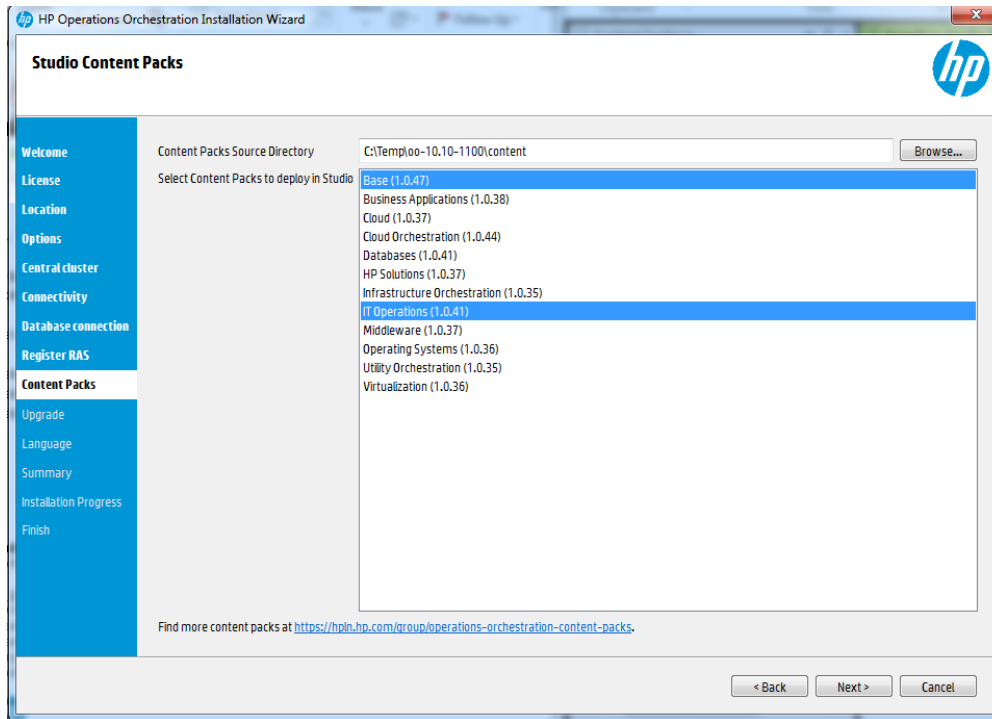 HP Operations Orchestration Installation Wizard
Studio Content Packs
hp
Welcome
License
Location
Options
Central cluster
Connectivity
Database connection
Register RAS
Content Packs
Upgrade
Language
Summary
Installation Progress
Finish
Content Packs Source Directory C:\Temp\oo-10.10-1100\content Browse...
Select Content Packs to deploy in Studio
Base (1.0.47)
Business Applications (1.0.38)
Cloud (1.0.37)
Cloud Orchestration (1.0.44)
Databases (1.0.41)
HP Solutions (1.0.37)
Infrastructure Orchestration (1.0.35)
IT Operations (1.0.41)
Middleware (1.0.37)
Operating Systems (1.0.36)
Utility Orchestration (1.0.35)
Virtualization (1.0.36)
Find more content packs at https://hpln.hp.com/group/operations-orchestration-content-packs.
< Back Next > Cancel